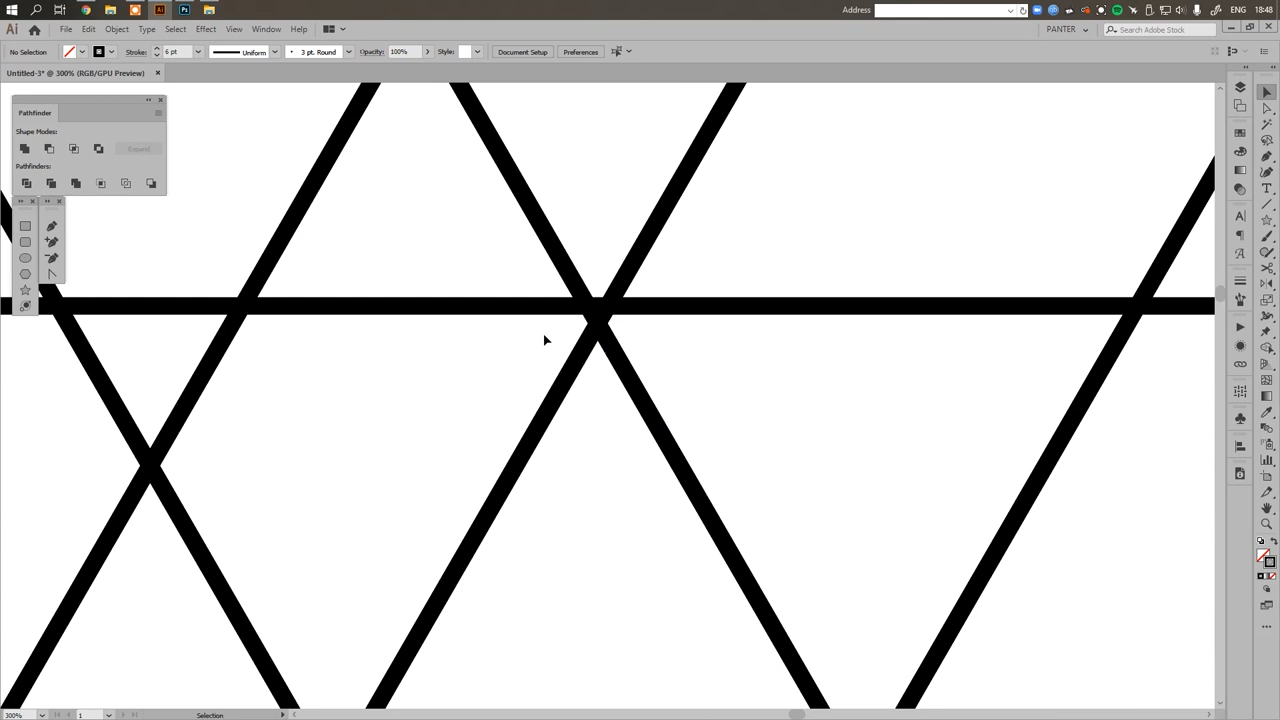 Address
ENG
18:48
Ai
File
Edit
Object
Type
Select
Effect
View
Window
Help
PANTER
Search Adobe Stock
No Selection
Stroke:
6 pt
Uniform
3 pt. Round
Opacity:
100%
Style:
Document Setup
Preferences
Untitled-3* @ 300% (RGB/GPU Preview)
Pathfinder
Shape Modes:
Expand
Pathfinders:
300%
1
Selection